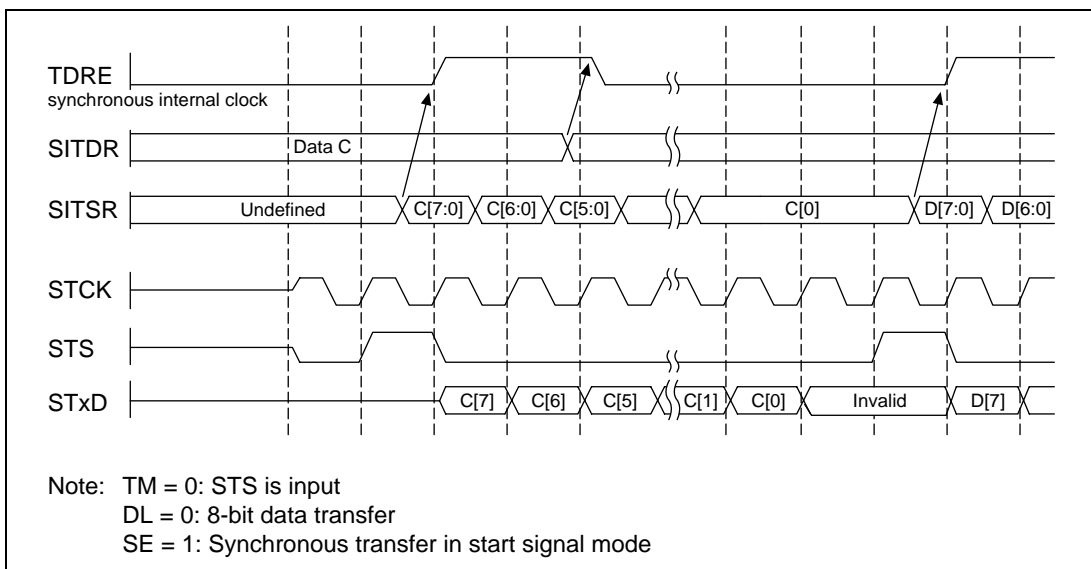 TDRE
synchronous internal clock
SITDR
Data C
SITSR
Undefined C[7:0] C[6:0] C[5:0] C[0] D[7:0] D[6:0]
STCK
STS
STxD
C[7] C[6] C[5] C[1] C[0] Invalid D[7]
Note: TM = 0: STS is input
DL = 0: 8-bit data transfer
SE = 1: Synchronous transfer in start signal mode